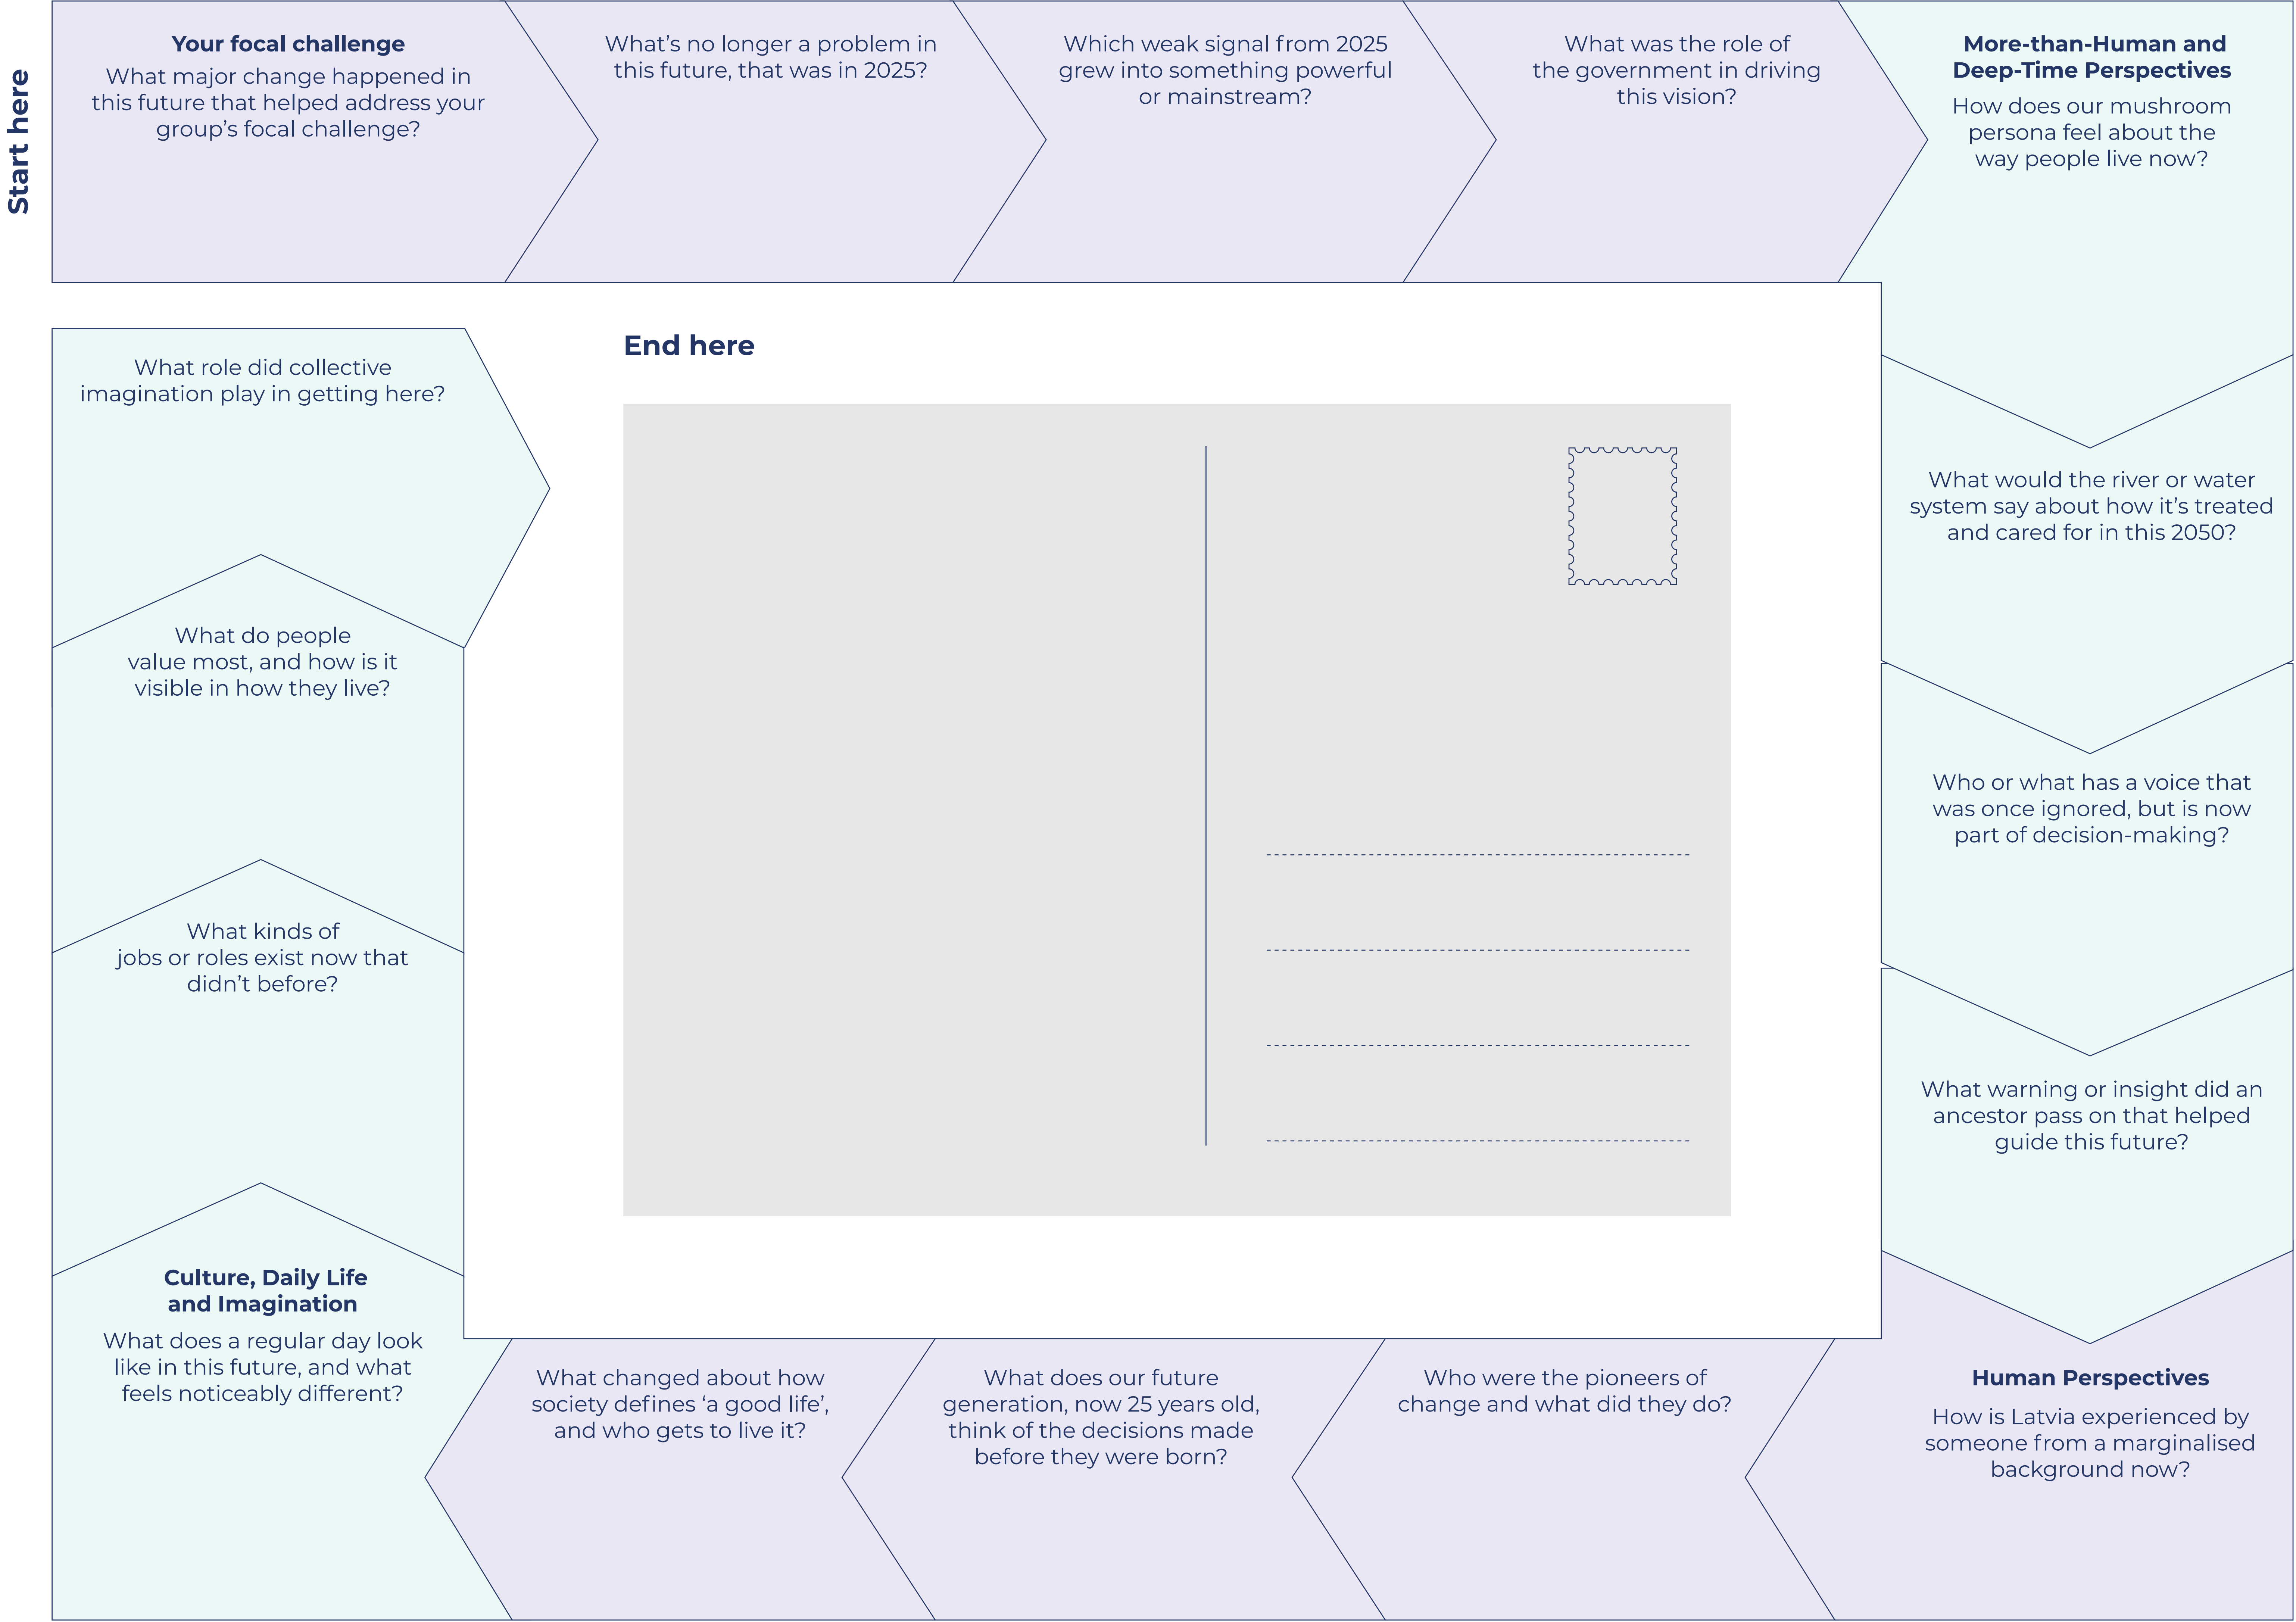 Start here
Your focal challenge
What major change happened in
this future that helped address your
group’s focal challenge?
What’s no longer a problem in
this future, that was in 2025?
Which weak signal from 2025
grew into something powerful
or mainstream?
What was the role of
the government in driving
this vision?
More-than-Human and
Deep-Time Perspectives
How does our mushroom
persona feel about the
way people live now?
What would the river or water
system say about how it’s treated
and cared for in this 2050?
Who or what has a voice that
was once ignored, but is now
part of decision-making?
What warning or insight did an
ancestor pass on that helped
guide this future?
Human Perspectives
How is Latvia experienced by
someone from a marginalised
background now?
Who were the pioneers of
change and what did they do?
What does our future
generation, now 25 years old,
think of the decisions made
before they were born?
What changed about how
society defines ‘a good life’,
and who gets to live it?
Culture, Daily Life
and Imagination
What does a regular day look
like in this future, and what
feels noticeably different?
What kinds of
jobs or roles exist now that
didn’t before?
What do people
value most, and how is it
visible in how they live?
What role did collective
imagination play in getting here?
End here